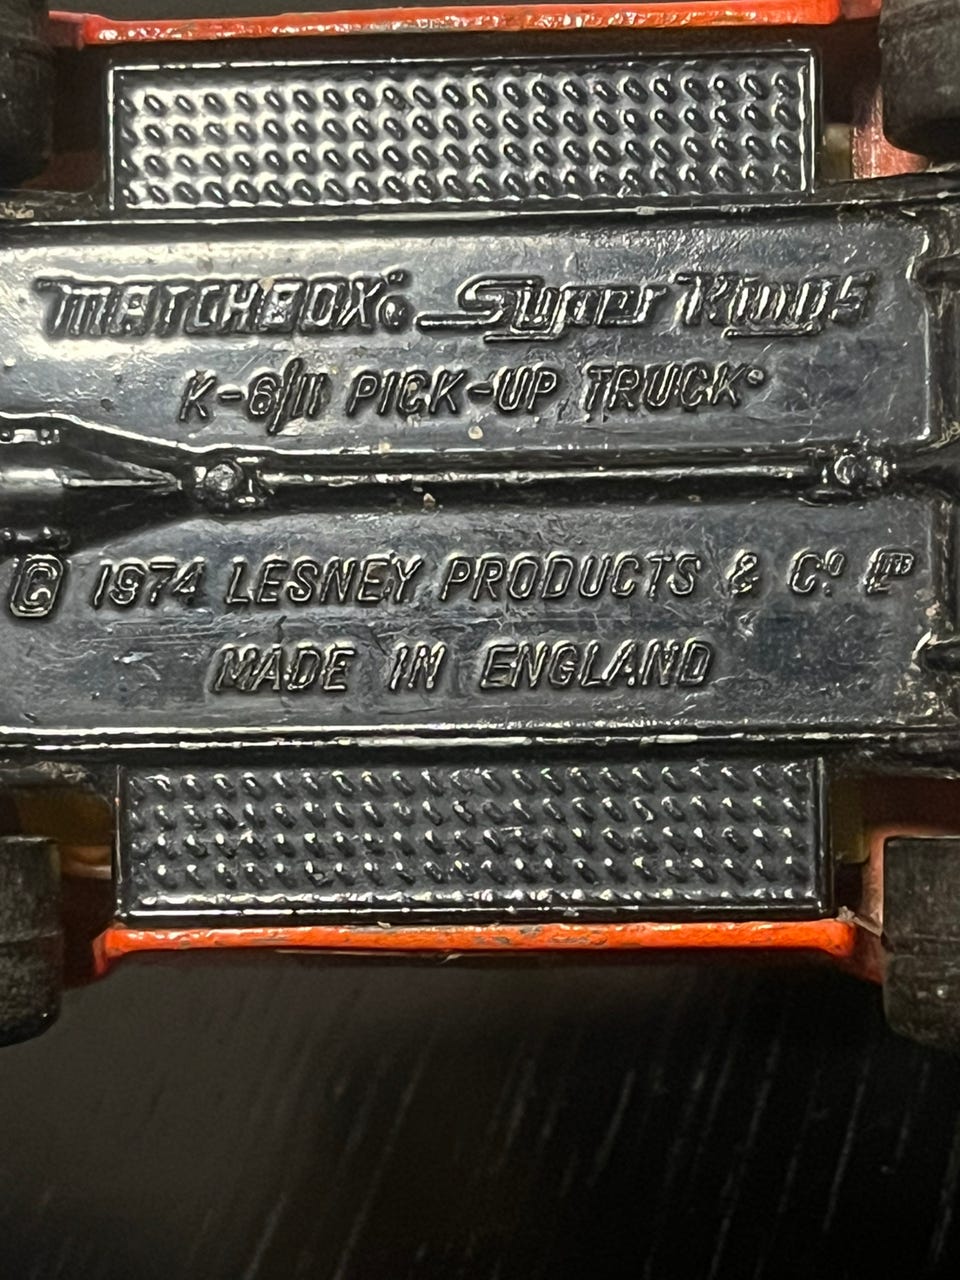 "MATCHBOX"® Super Kings
K-6/11 PICK-UP TRUCK
© 1974 LESNEY PRODUCTS & Cº LTD
MADE IN ENGLAND